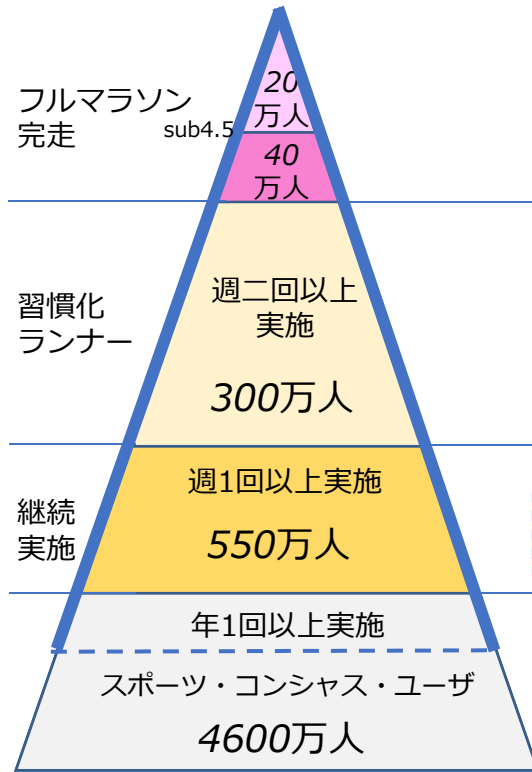 20
万人
フルマラソン
完走
sub4.5
40
万人
習慣化
ランナー
週二回以上
実施
300万人
継続
実施
週1回以上実施
550万人
年1回以上実施
スポーツ・コンシャス・ユーザ
4600万人